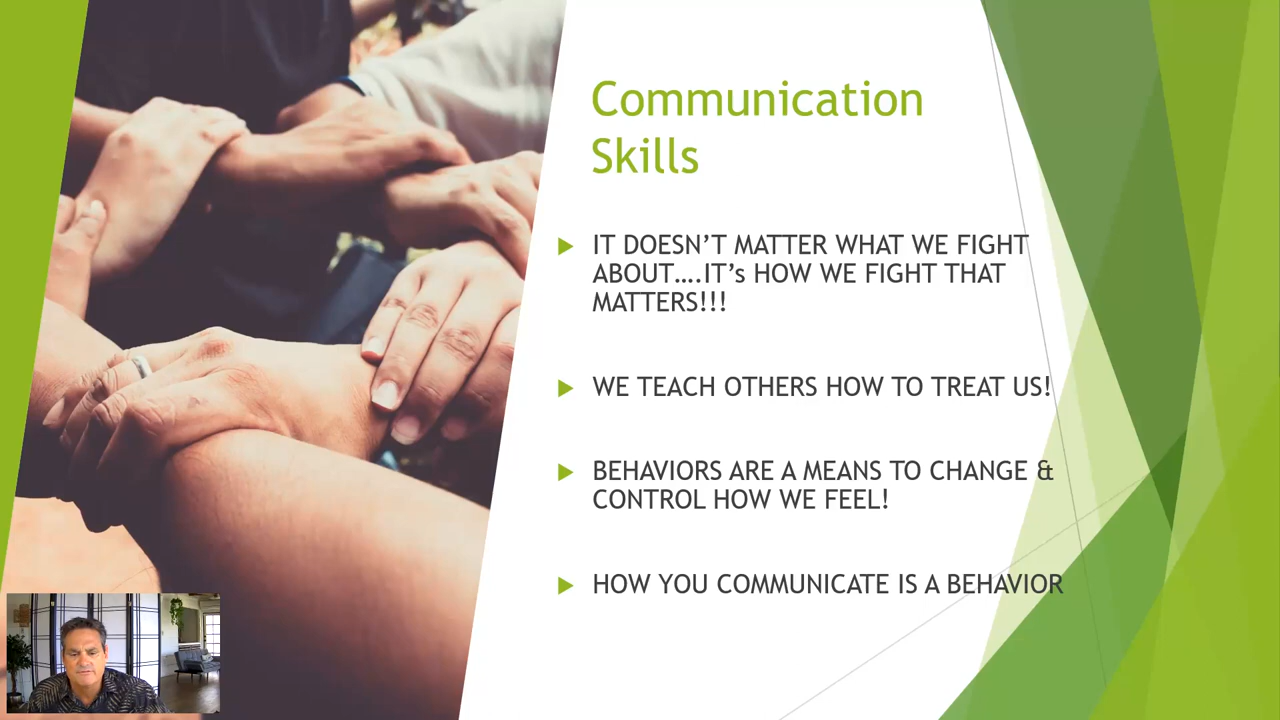 Communication
Skills
IT DOESN’T MATTER WHAT WE FIGHT
ABOUT….IT’s HOW WE FIGHT THAT
MATTERS!!!
WE TEACH OTHERS HOW TO TREAT US!
BEHAVIORS ARE A MEANS TO CHANGE &
CONTROL HOW WE FEEL!
HOW YOU COMMUNICATE IS A BEHAVIOR